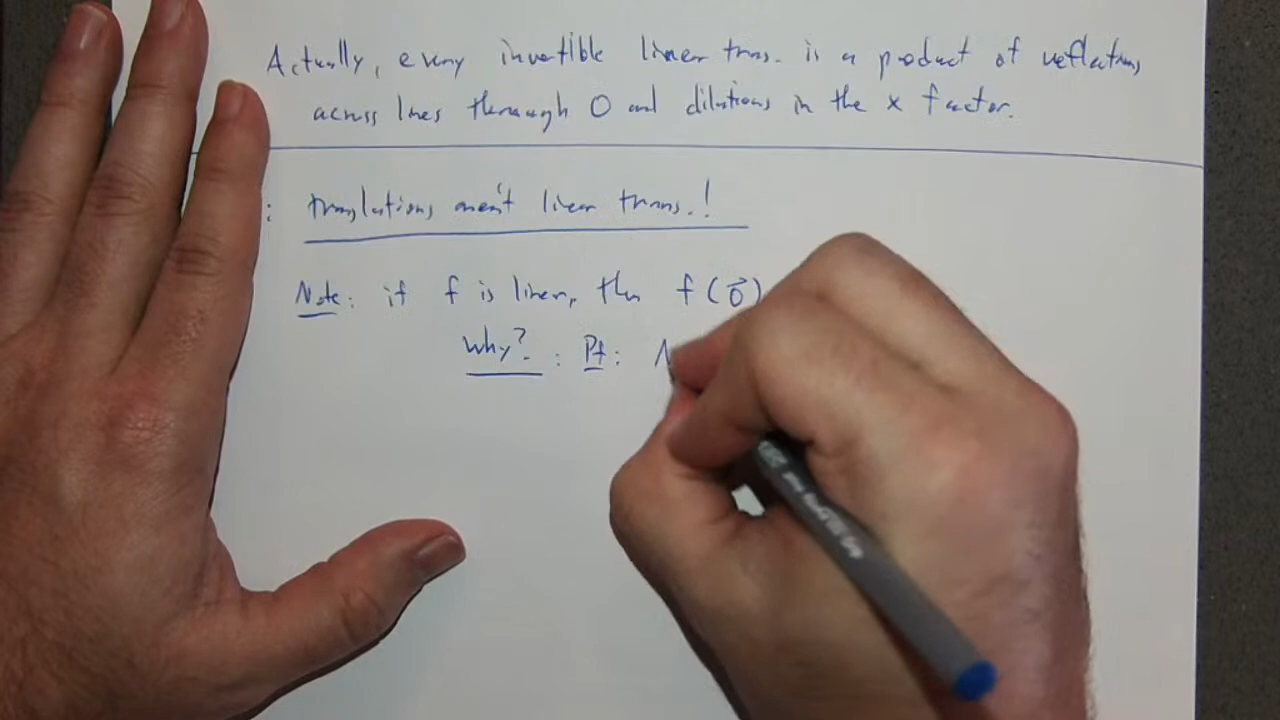 Actually, every invertible linear trans. is a product of reflections
across lines through O and dilations in the x factor.
: translations aren't linear trans.!
Note: if f is linear, then f(0⃗)
Why? : Pf: N